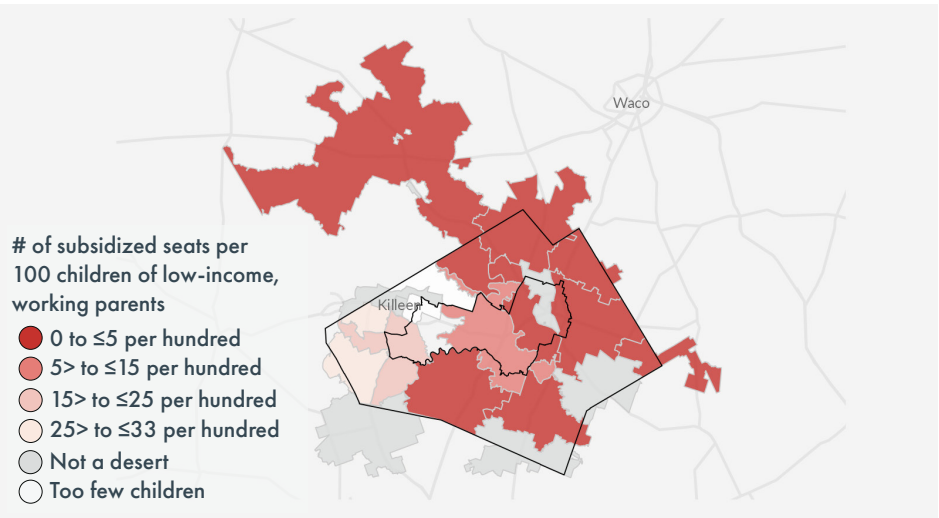 Waco
# of subsidized seats per
100 children of low-income,
working parents
Killeen
0 to ≤5 per hundred
5> to ≤15 per hundred
15> to ≤25 per hundred
25> to ≤33 per hundred
Not a desert
Too few children